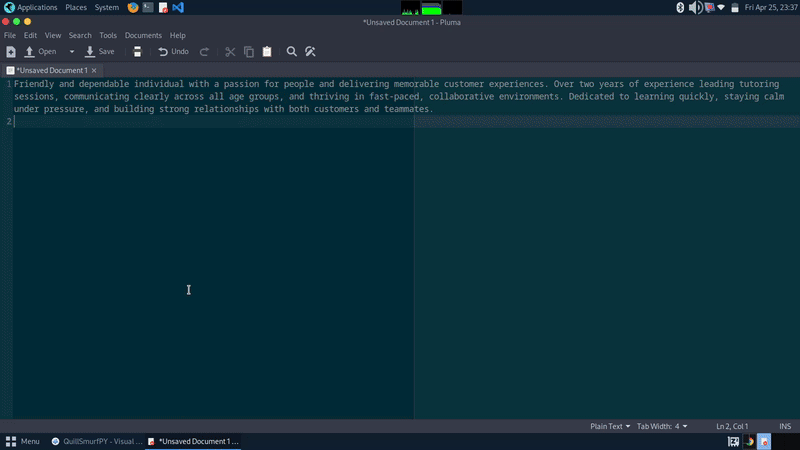 Applications Places System Fri Apr 25, 23:37
*Unsaved Document 1 - Pluma
File Edit View Search Tools Documents Help
Open Save Undo
*Unsaved Document 1
1 Friendly and dependable individual with a passion for people and delivering memorable customer experiences. Over two years of experience leading tutoring
sessions, communicating clearly across all age groups, and thriving in fast-paced, collaborative environments. Dedicated to learning quickly, staying calm
under pressure, and building strong relationships with both customers and teammates.
2
Plain Text Tab Width: 4 Ln 2, Col 1 INS
Menu QuillSmurfPY - Visual ... *Unsaved Document 1 ...